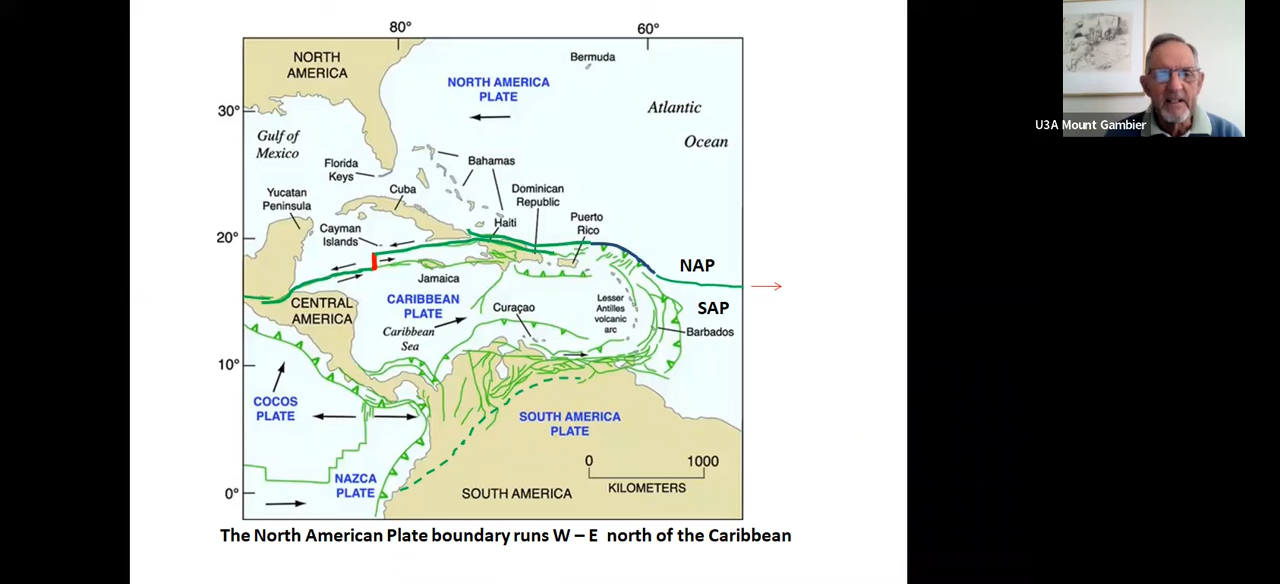 80°
60°
NORTH
AMERICA
Bermuda
NORTH AMERICA
PLATE
Atlantic
Ocean
30°
Gulf of
Mexico
Florida
Keys
Bahamas
Yucatan
Peninsula
Cuba
Dominican
Republic
Puerto
Rico
Haiti
Cayman
Islands
20°
NAP
Jamaica
SAP
CENTRAL
AMERICA
CARIBBEAN
PLATE
Curaçao
Lesser
Antilles
volcanic
arc
Caribbean
Sea
Barbados
10°
COCOS
PLATE
SOUTH AMERICA
PLATE
0
1000
KILOMETERS
NAZCA
PLATE
0°
SOUTH AMERICA
The North American Plate boundary runs W – E north of the Caribbean
U3A Mount Gambier